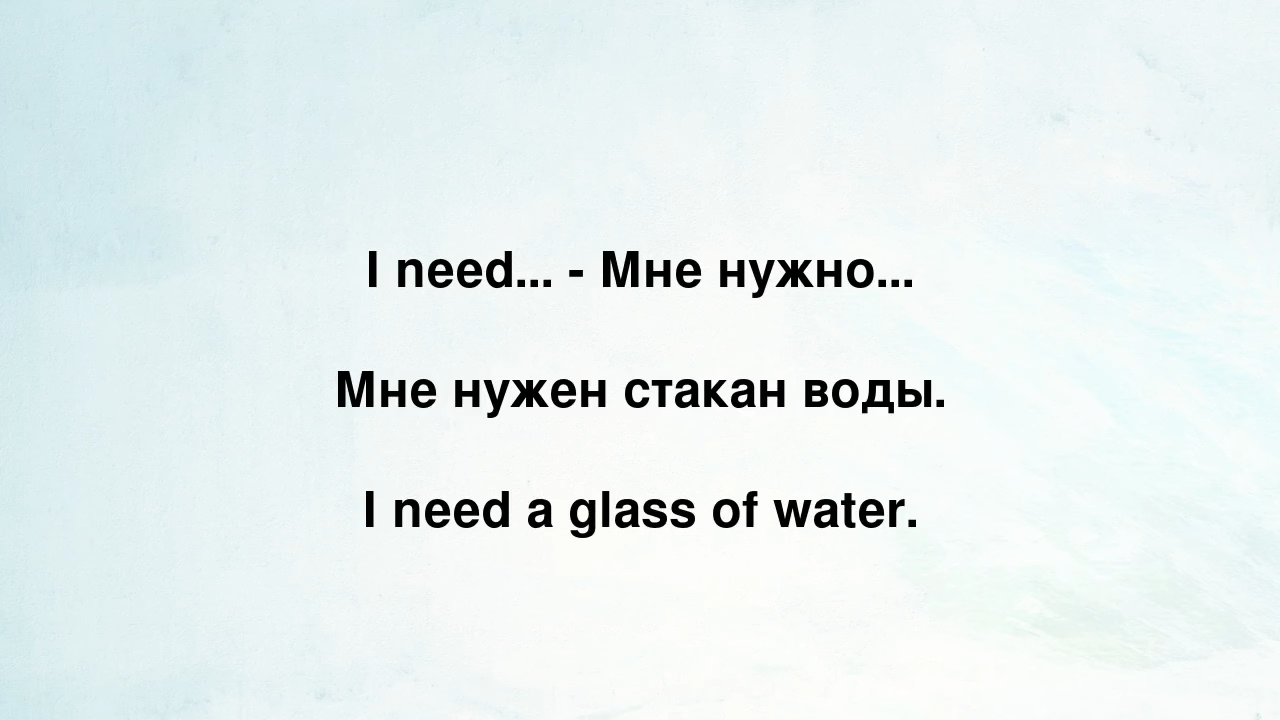 I need... - Мне нужно...
Мне нужен стакан воды.
I need a glass of water.